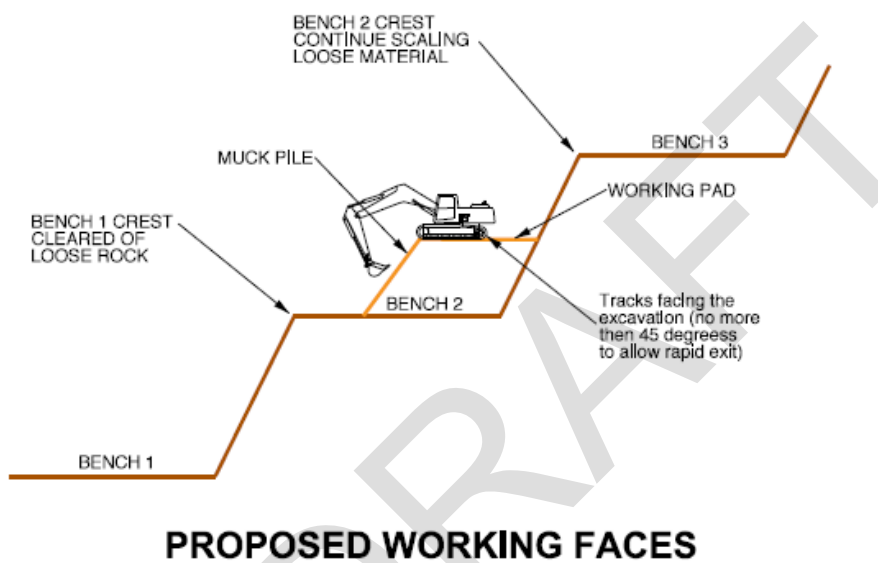 BENCH 2 CREST
CONTINUE SCALING
LOOSE MATERIAL
BENCH 3
MUCK PILE
WORKING PAD
BENCH 1 CREST
CLEARED OF
LOOSE ROCK
BENCH 2
Tracks facing the
excavation (no more
then 45 degreess
to allow rapid exit)
BENCH 1
PROPOSED WORKING FACES
DRAFT